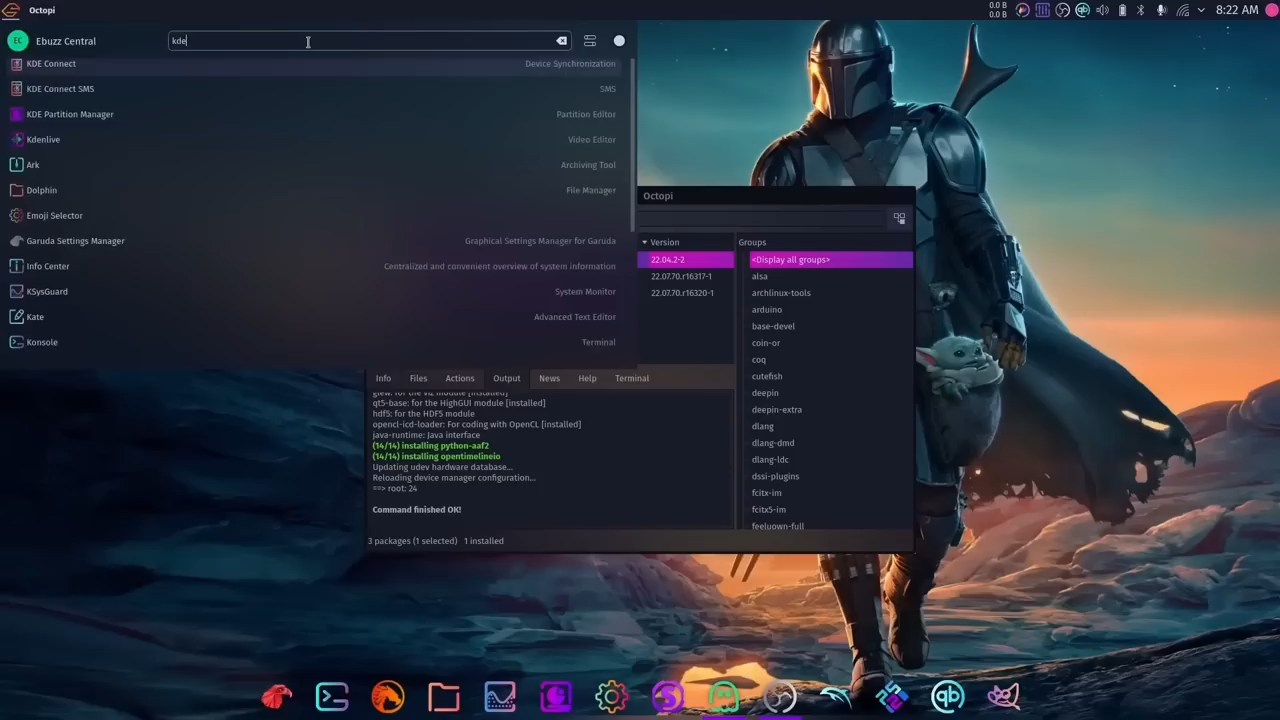 Octopi
0.0 B
0.0 B
8:22 AM
EC
Ebuzz Central
kde
KDE Connect
Device Synchronization
KDE Connect SMS
SMS
KDE Partition Manager
Partition Editor
Kdenlive
Video Editor
Ark
Archiving Tool
Dolphin
File Manager
Emoji Selector
Garuda Settings Manager
Graphical Settings Manager for Garuda
Info Center
Centralized and convenient overview of system information
KSysGuard
System Monitor
Kate
Advanced Text Editor
Konsole
Terminal
Octopi
Version
Groups
22.04.2-2
<Display all groups>
22.07.70.r16317-1
alsa
22.07.70.r16320-1
archlinux-tools
arduino
base-devel
coin-or
coq
cutefish
deepin
deepin-extra
dlang
dlang-dmd
dlang-ldc
dssi-plugins
fcitx-im
fcitx5-im
feeluown-full
Info
Files
Actions
Output
News
Help
Terminal
glew: for the viz module [installed]
qt5-base: for the HighGUI module [installed]
hdf5: for the HDF5 module
opencl-icd-loader: For coding with OpenCL [installed]
java-runtime: Java interface
(14/14) installing python-aaf2
(14/14) installing opentimelineio
Updating udev hardware database...
Reloading device manager configuration...
==> root: 24
Command finished OK!
3 packages (1 selected) 1 installed
qb